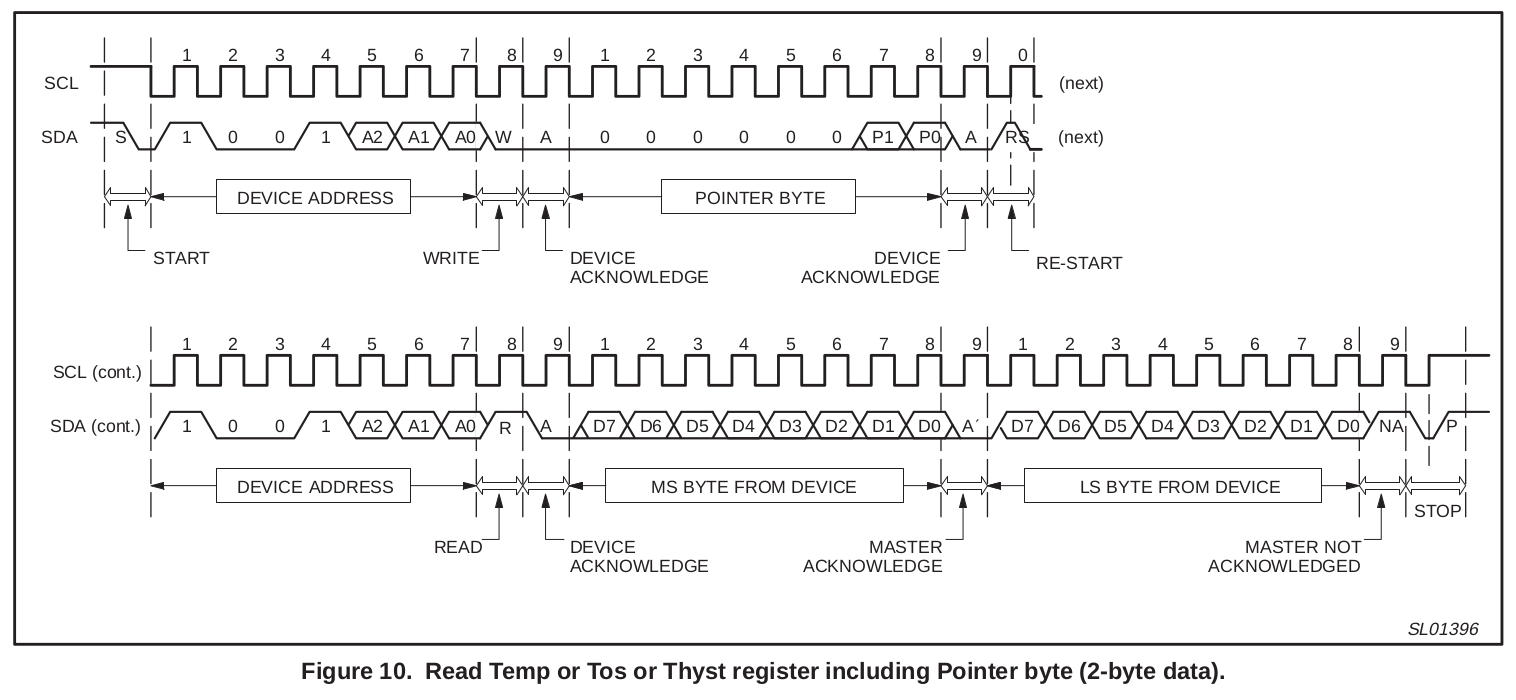 1 2 3 4 5 6 7 8 9 1 2 3 4 5 6 7 8 9 0
SCL (next)
SDA S 1 0 0 1 A2 A1 A0 W A 0 0 0 0 0 0 P1 P0 A RS (next)
DEVICE ADDRESS POINTER BYTE
START WRITE DEVICE DEVICE RE-START
ACKNOWLEDGE ACKNOWLEDGE
1 2 3 4 5 6 7 8 9 1 2 3 4 5 6 7 8 9 1 2 3 4 5 6 7 8 9
SCL (cont.)
SDA (cont.) 1 0 0 1 A2 A1 A0 R A D7 D6 D5 D4 D3 D2 D1 D0 A′ D7 D6 D5 D4 D3 D2 D1 D0 NA P
DEVICE ADDRESS MS BYTE FROM DEVICE LS BYTE FROM DEVICE
STOP
READ DEVICE MASTER MASTER NOT
ACKNOWLEDGE ACKNOWLEDGE ACKNOWLEDGED
SL01396
Figure 10. Read Temp or Tos or Thyst register including Pointer byte (2-byte data).